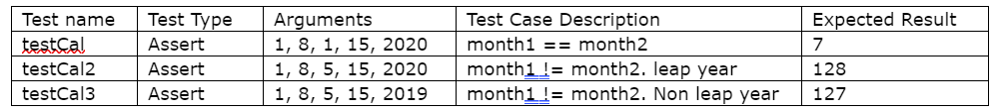 Test name Test Type Arguments Test Case Description Expected Result
testCal Assert 1, 8, 1, 15, 2020 month1 == month2 7
testCal2 Assert 1, 8, 5, 15, 2020 month1 != month2. leap year 128
testCal3 Assert 1, 8, 5, 15, 2019 month1 != month2. Non leap year 127